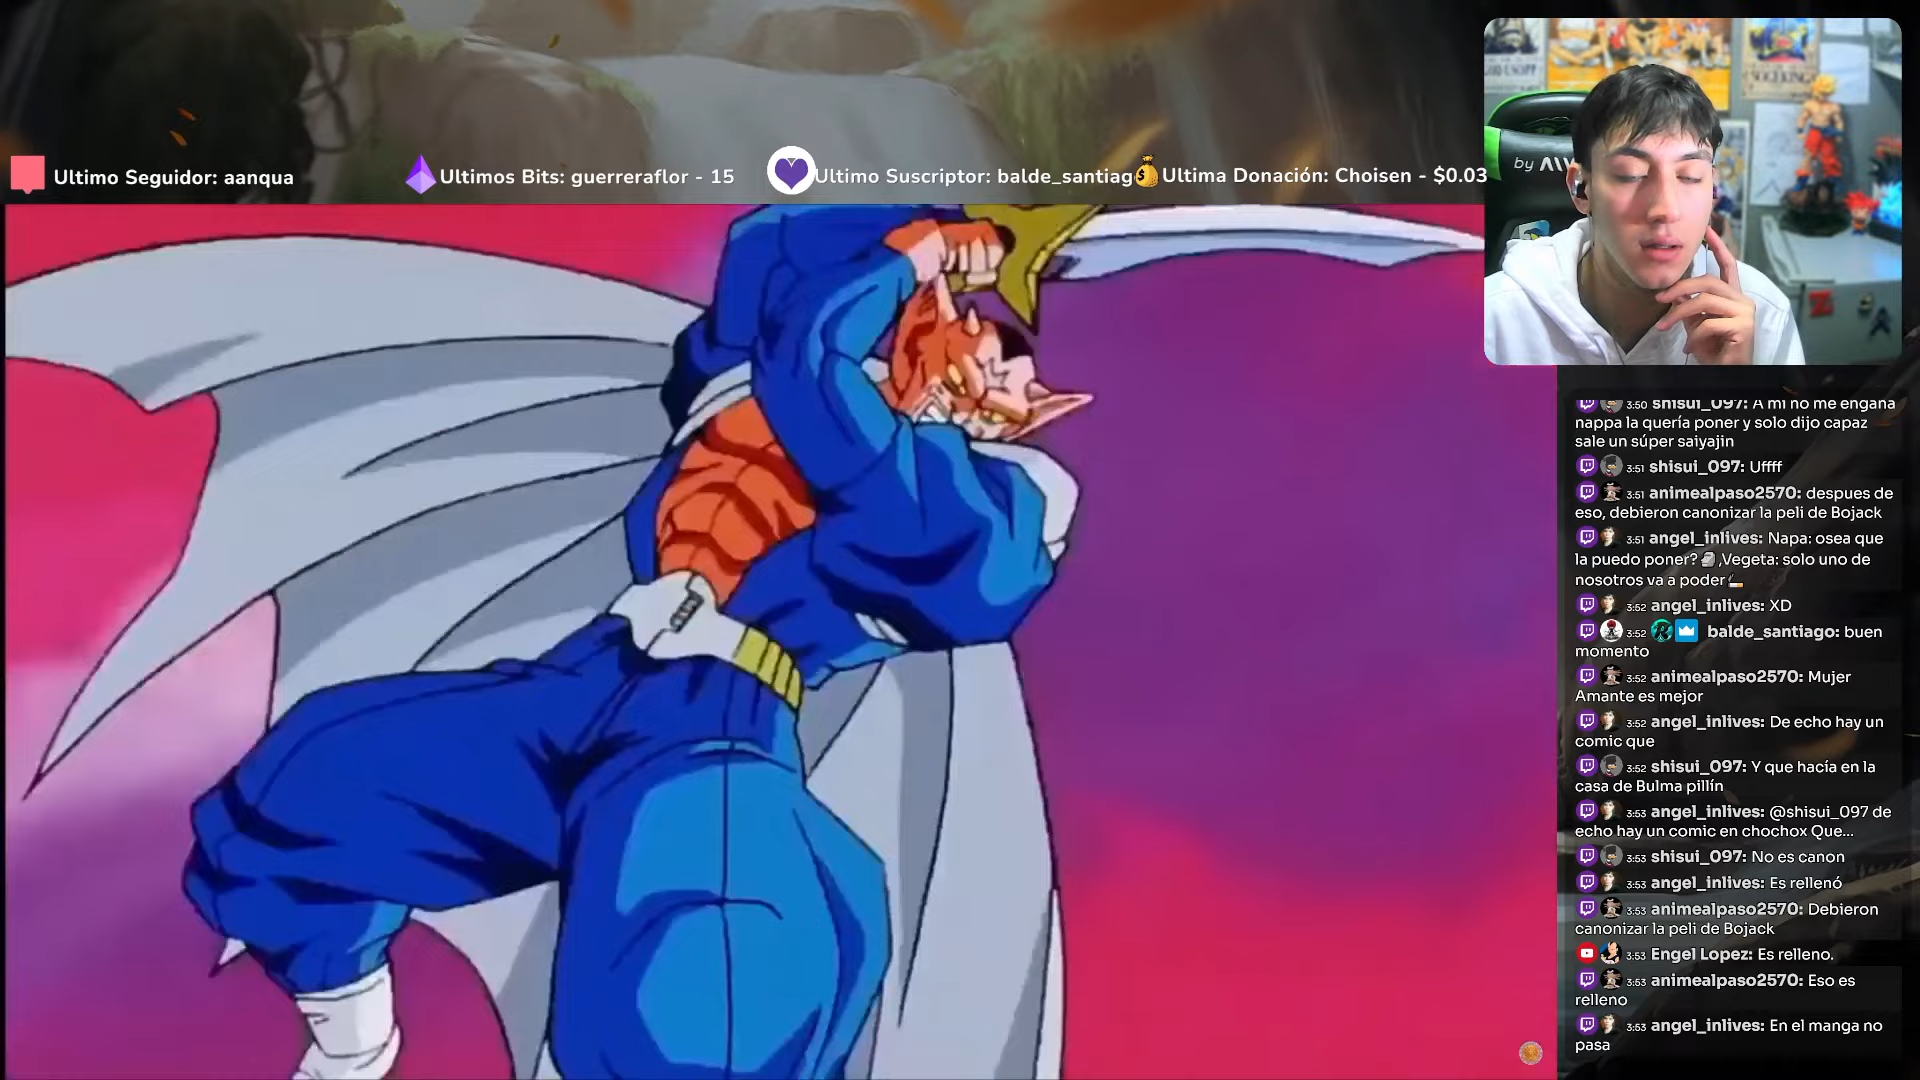 Ultimo Seguidor: aanqua
Ultimos Bits: guerreraflor - 15
Ultimo Suscriptor: balde_santiag
Ultima Donación: Choisen - $0.03
by
3:50 shisui_097: A mi no me engaña
nappa la quería poner y solo dijo capaz
sale un súper saiyajin
3:51 shisui_097: Uffff
3:51 animealpaso2570: despues de
eso, debieron canonizar la peli de Bojack
3:51 angel_inlives: Napa: osea que
la puedo poner?🗿,Vegeta: solo uno de
nosotros va a poder🚬
3:52 angel_inlives: XD
3:52 balde_santiago: buen
momento
3:52 animealpaso2570: Mujer
Amante es mejor
3:52 angel_inlives: De echo hay un
comic que
3:52 shisui_097: Y que hacía en la
casa de Bulma pillín
3:53 angel_inlives: @shisui_097 de
echo hay un comic en chochox Que...
3:53 shisui_097: No es canon
3:53 angel_inlives: Es rellenó
3:53 animealpaso2570: Debieron
canonizar la peli de Bojack
3:53 Engel Lopez: Es relleno.
3:53 animealpaso2570: Eso es
relleno
3:53 angel_inlives: En el manga no
pasa